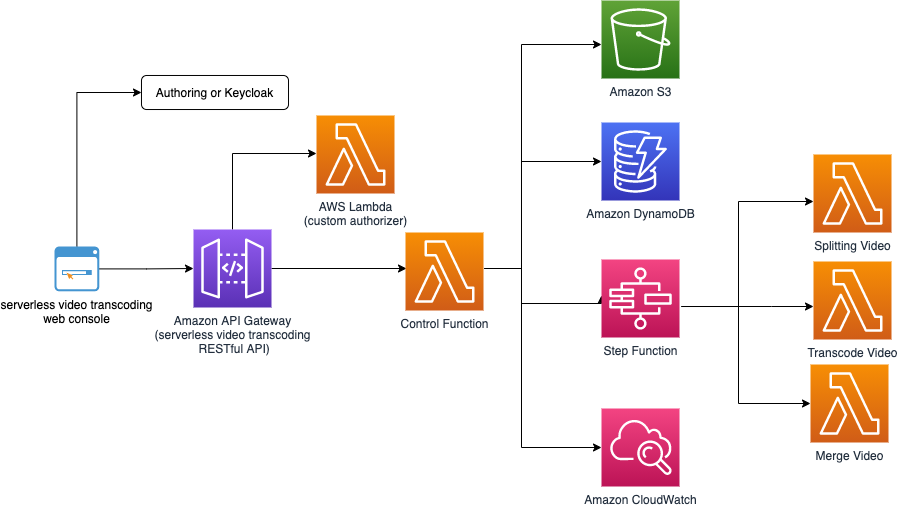 Amazon S3
Authoring or Keycloak
AWS Lambda
(custom authorizer)
Amazon DynamoDB
Splitting Video
serverless video transcoding
web console
Amazon API Gateway
(serverless video transcoding
RESTful API)
Control Function
Step Function
Transcode Video
Merge Video
Amazon CloudWatch